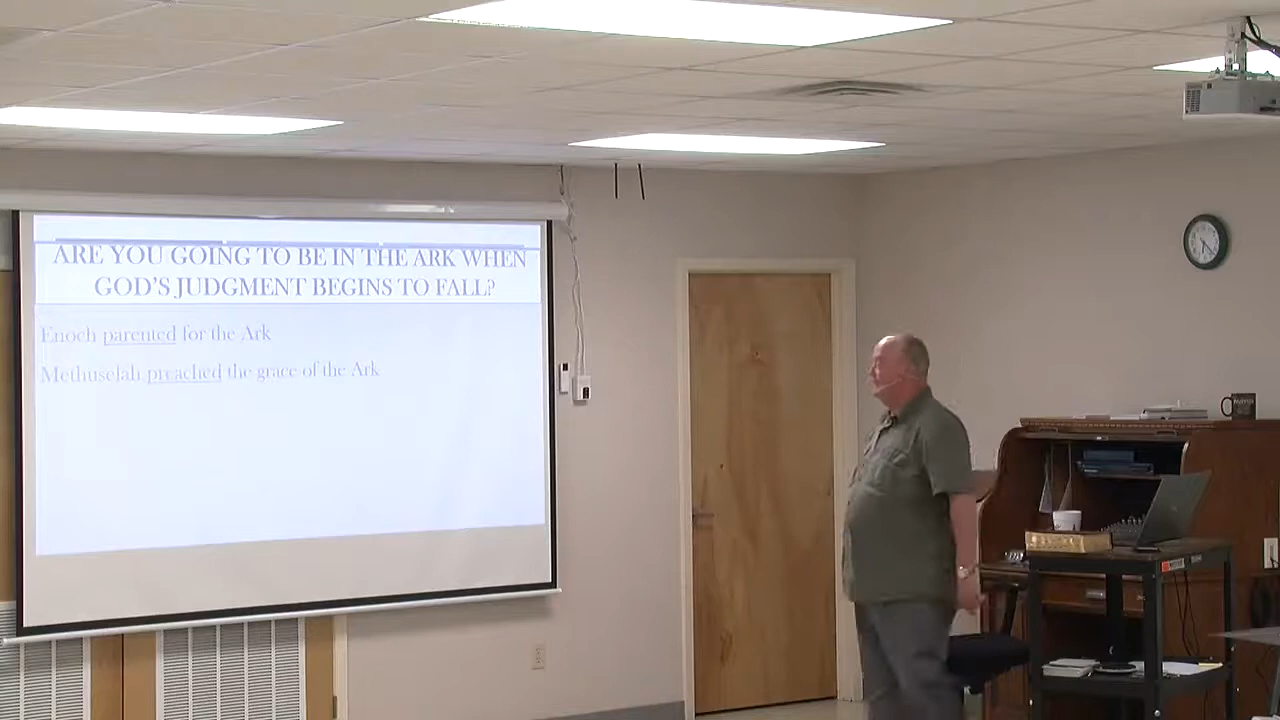 ARE YOU GOING TO BE IN THE ARK WHEN
GOD'S JUDGMENT BEGINS TO FALL?
Enoch parented for the Ark
Methuselah preached the grace of the Ark